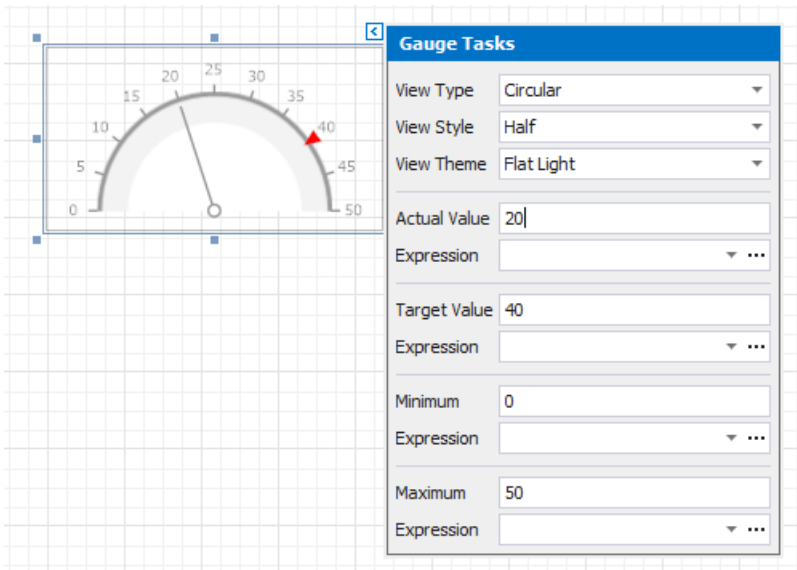 <
Gauge Tasks
View Type Circular
View Style Half
View Theme Flat Light
Actual Value 20
Expression ...
Target Value 40
Expression ...
Minimum 0
Expression ...
Maximum 50
Expression ...
0 5 10 15 20 25 30 35 40 45 50